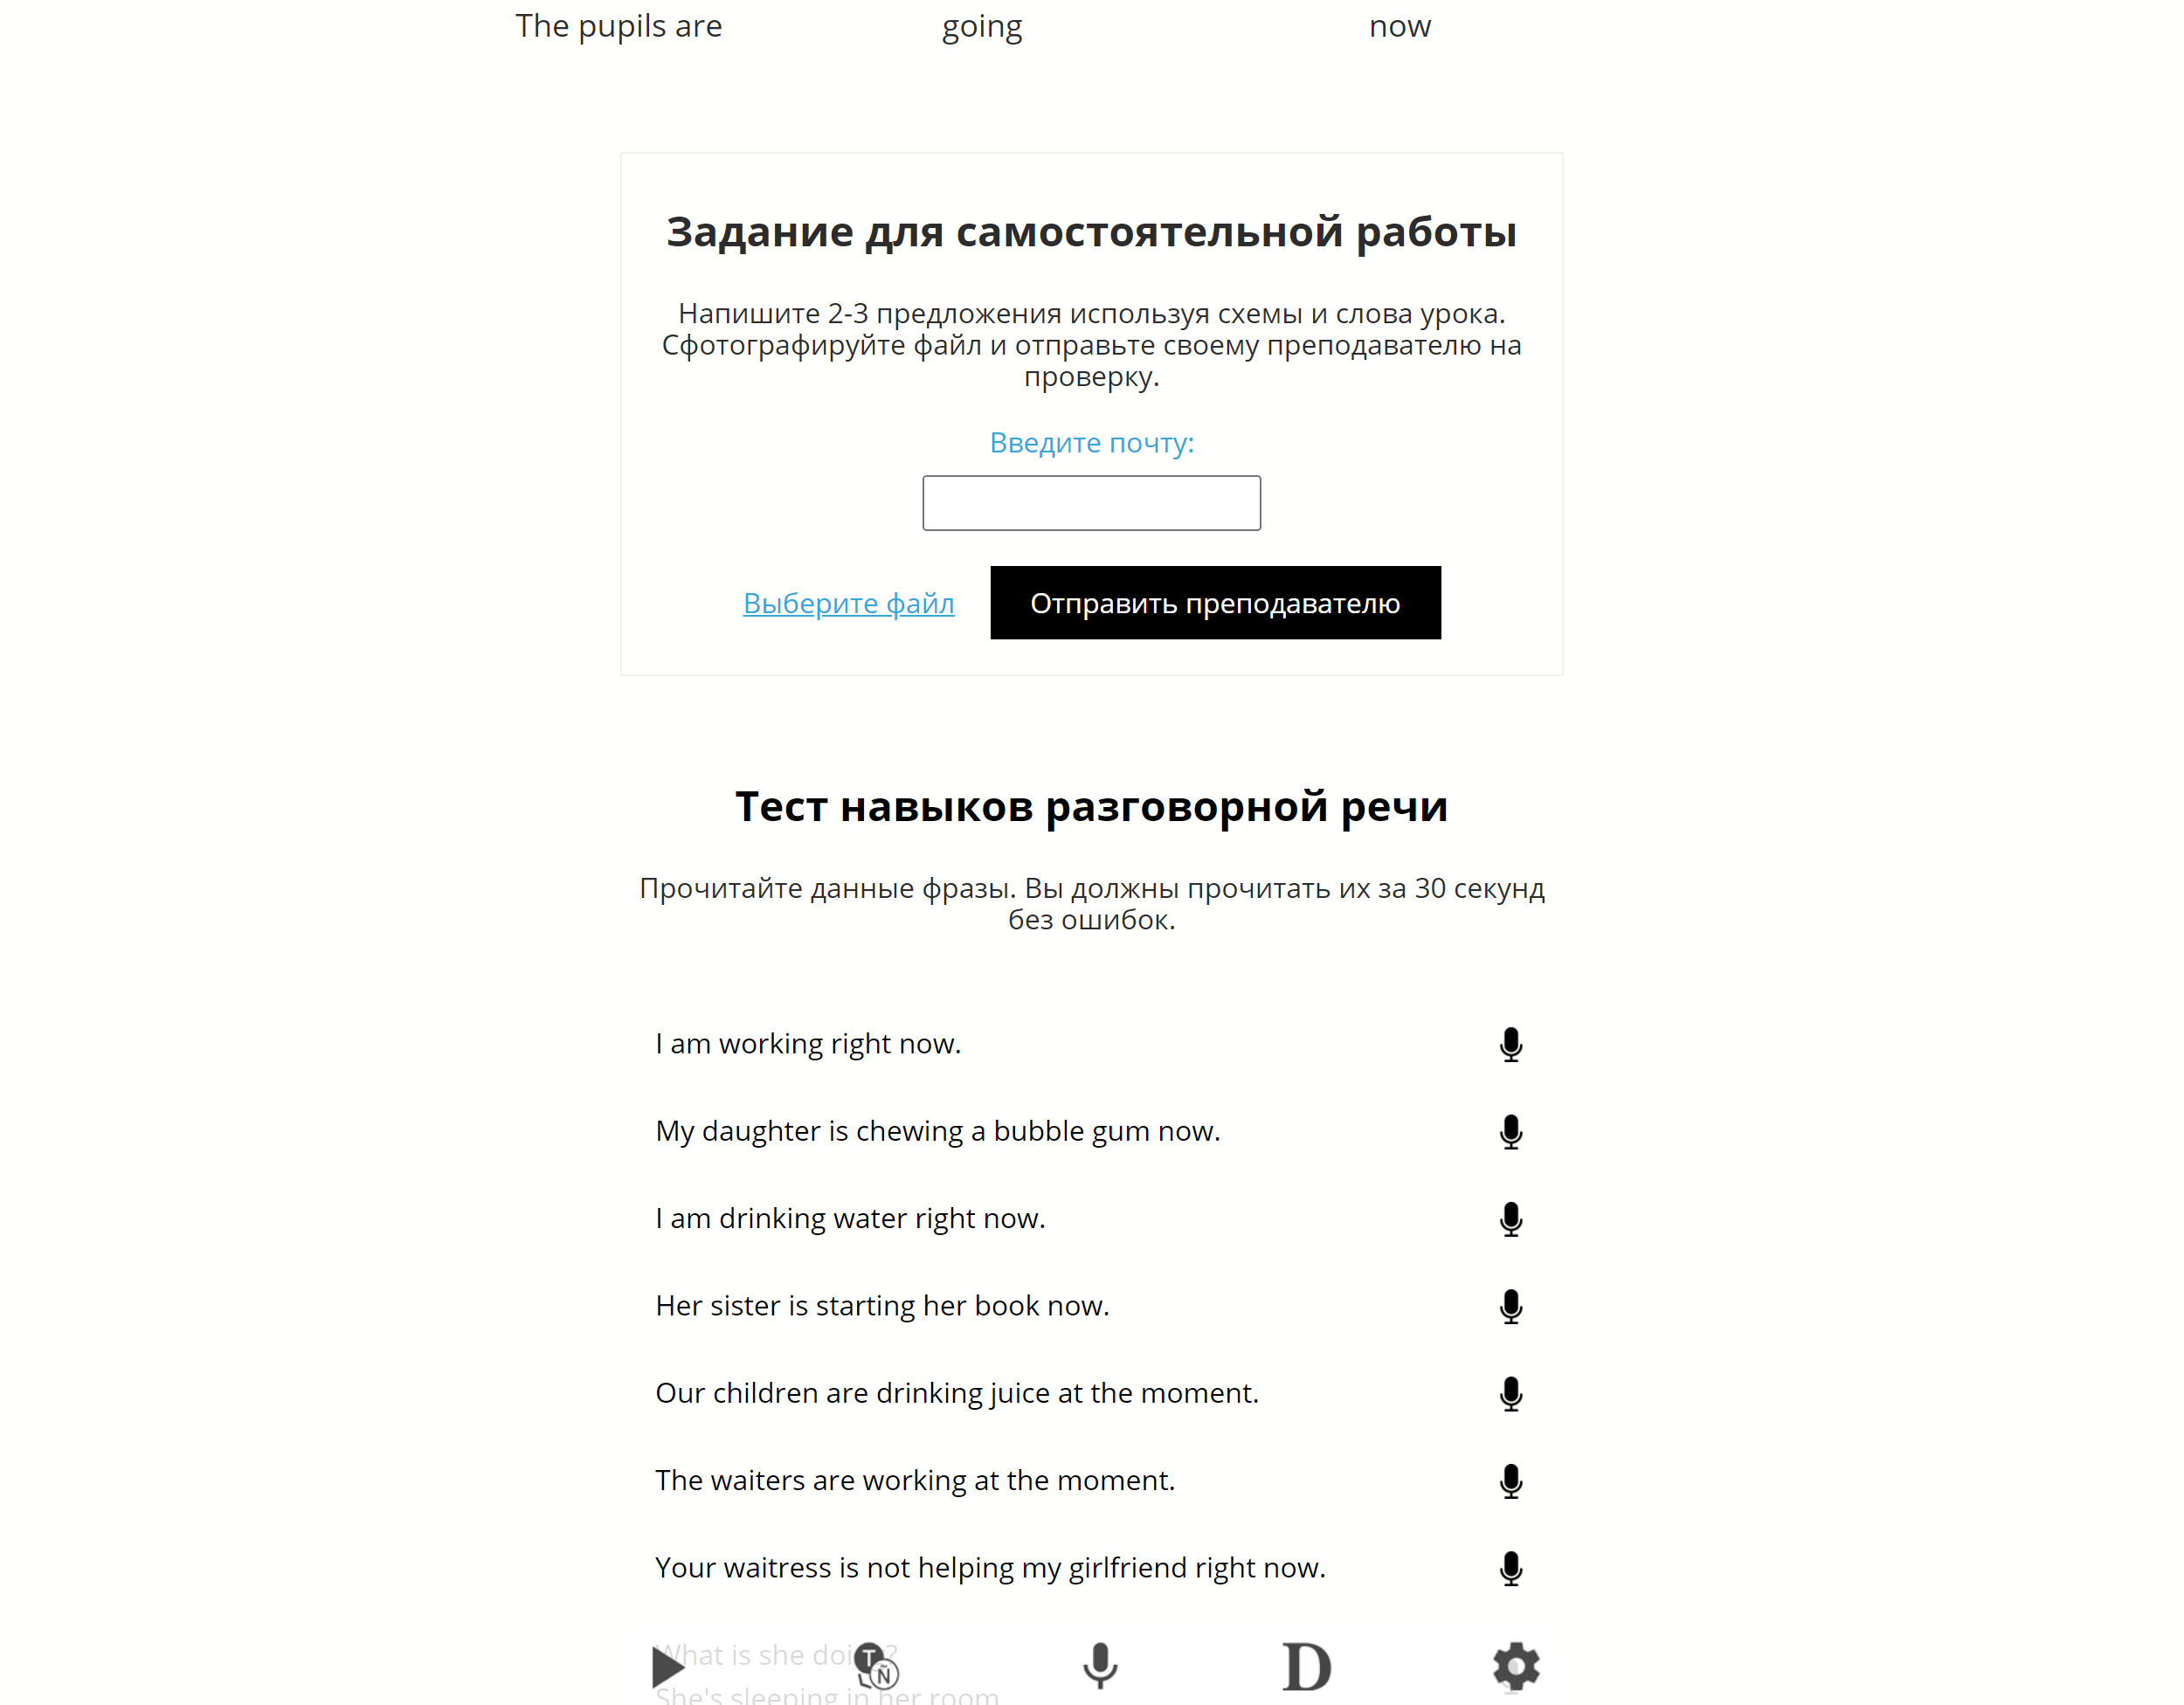 The pupils are going now
Задание для самостоятельной работы
Напишите 2-3 предложения используя схемы и слова урока.
Сфотографируйте файл и отправьте своему преподавателю на
проверку.
Введите почту:
Выберите файл Отправить преподавателю
Тест навыков разговорной речи
Прочитайте данные фразы. Вы должны прочитать их за 30 секунд
без ошибок.
I am working right now.
My daughter is chewing a bubble gum now.
I am drinking water right now.
Her sister is starting her book now.
Our children are drinking juice at the moment.
The waiters are working at the moment.
Your waitress is not helping my girlfriend right now.
What is she doing?
T Ñ D
She's sleeping in her room